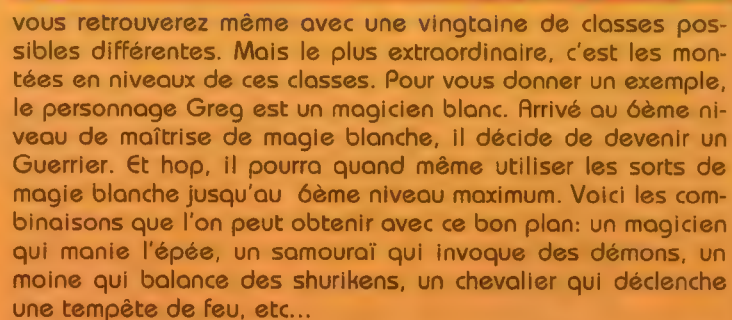 vous retrouverez même avec une vingtaine de classes pos-
sibles différentes. Mais le plus extraordinaire, c'est les mon-
tées en niveaux de ces classes. Pour vous donner un exemple,
le personnage Greg est un magicien blanc. Arrivé au 6ème ni-
veau de maîtrise de magie blanche, il décide de devenir un
Guerrier. Et hop, il pourra quand même utiliser les sorts de
magie blanche jusqu'au 6ème niveau maximum. Voici les com-
binaisons que l'on peut obtenir avec ce bon plan: un magicien
qui manie l'épée, un samouraï qui invoque des démons, un
moine qui balance des shurikens, un chevalier qui déclenche
une tempête de feu, etc...